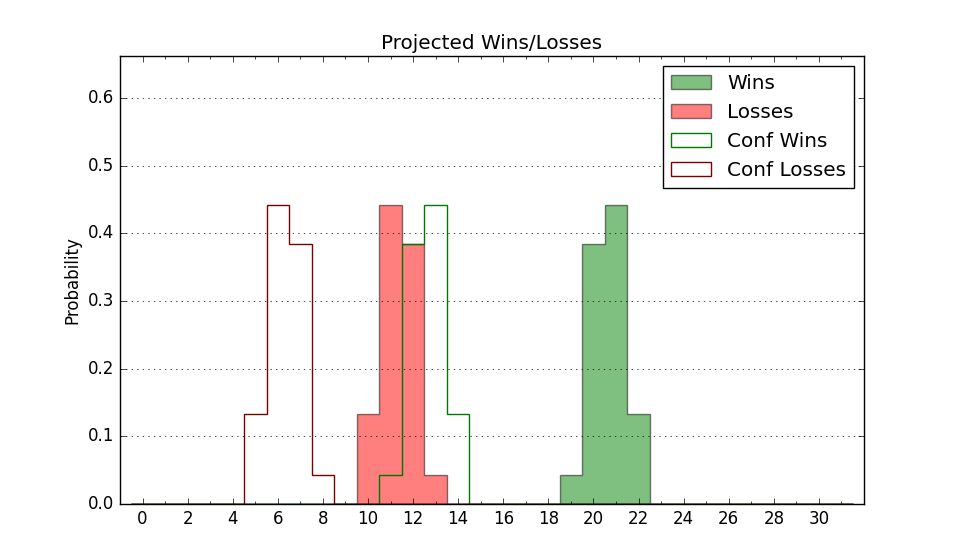 Projected Wins/Losses
Wins
Losses
Conf Wins
Conf Losses
Probability
0.6
0.5
0.4
0.3
0.2
0.1
0.0
0 2 4 6 8 10 12 14 16 18 20 22 24 26 28 30